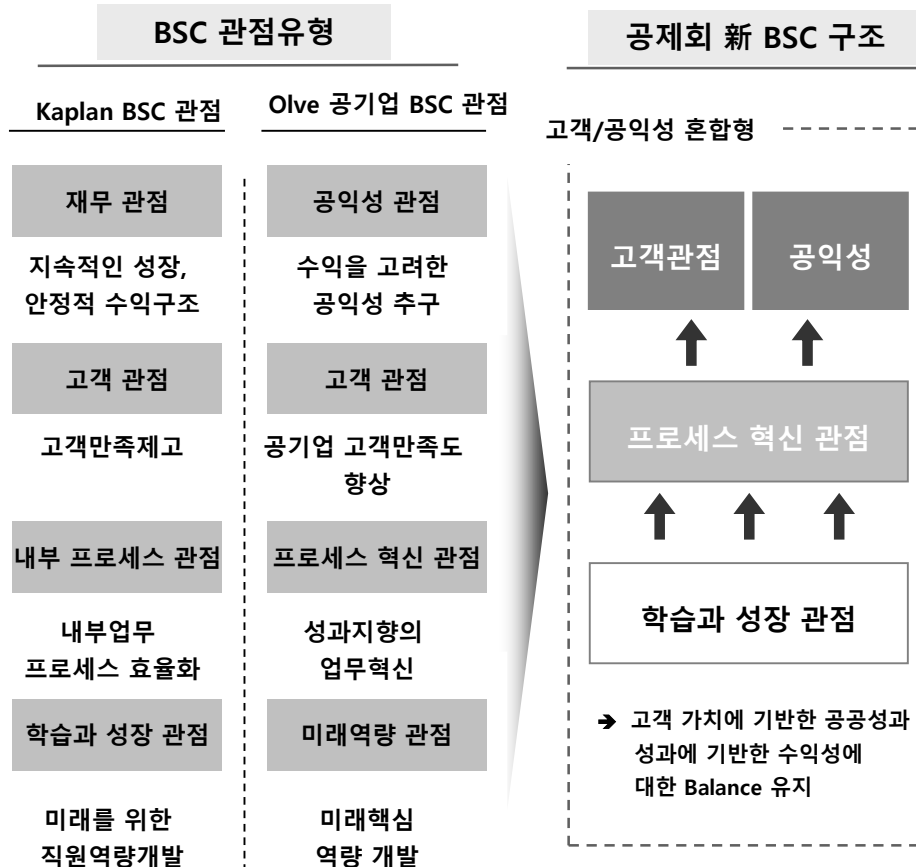 BSC 관점유형
Kaplan BSC 관점
재무 관점
지속적인 성장,
안정적 수익구조
고객 관점
고객만족제고
내부 프로세스 관점
내부업무
프로세스 효율화
학습과 성장 관점
미래를 위한
직원역량개발
Olve 공기업 BSC 관점
공익성 관점
수익을 고려한
공익성 추구
고객 관점
공기업 고객만족도
향상
프로세스 혁신 관점
성과지향의
업무혁신
미래역량 관점
미래핵심
역량 개발
공제회 新 BSC 구조
고객/공익성 혼합형
고객관점
공익성
프로세스 혁신 관점
학습과 성장 관점
➔ 고객 가치에 기반한 공공성과
성과에 기반한 수익성에
대한 Balance 유지